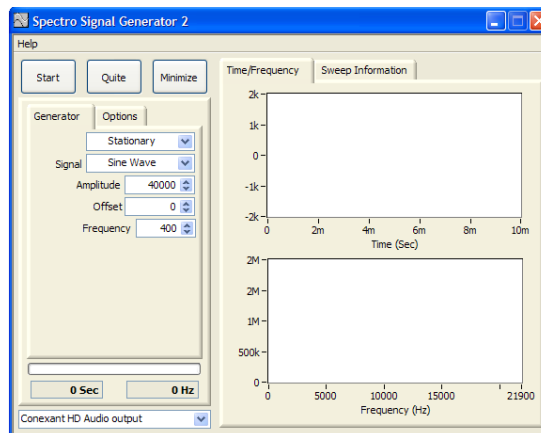 Spectro Signal Generator 2
Help
Start
Quite
Minimize
Generator
Options
Stationary
Signal
Sine Wave
Amplitude
40000
Offset
0
Frequency
400
0 Sec
0 Hz
Conexant HD Audio output
Time/Frequency
Sweep Information
2k
1k
0
-1k
-2k
0 2m 4m 6m 8m 10m
Time (Sec)
2M
2M
1M
500k
0
0 5000 10000 15000 21900
Frequency (Hz)